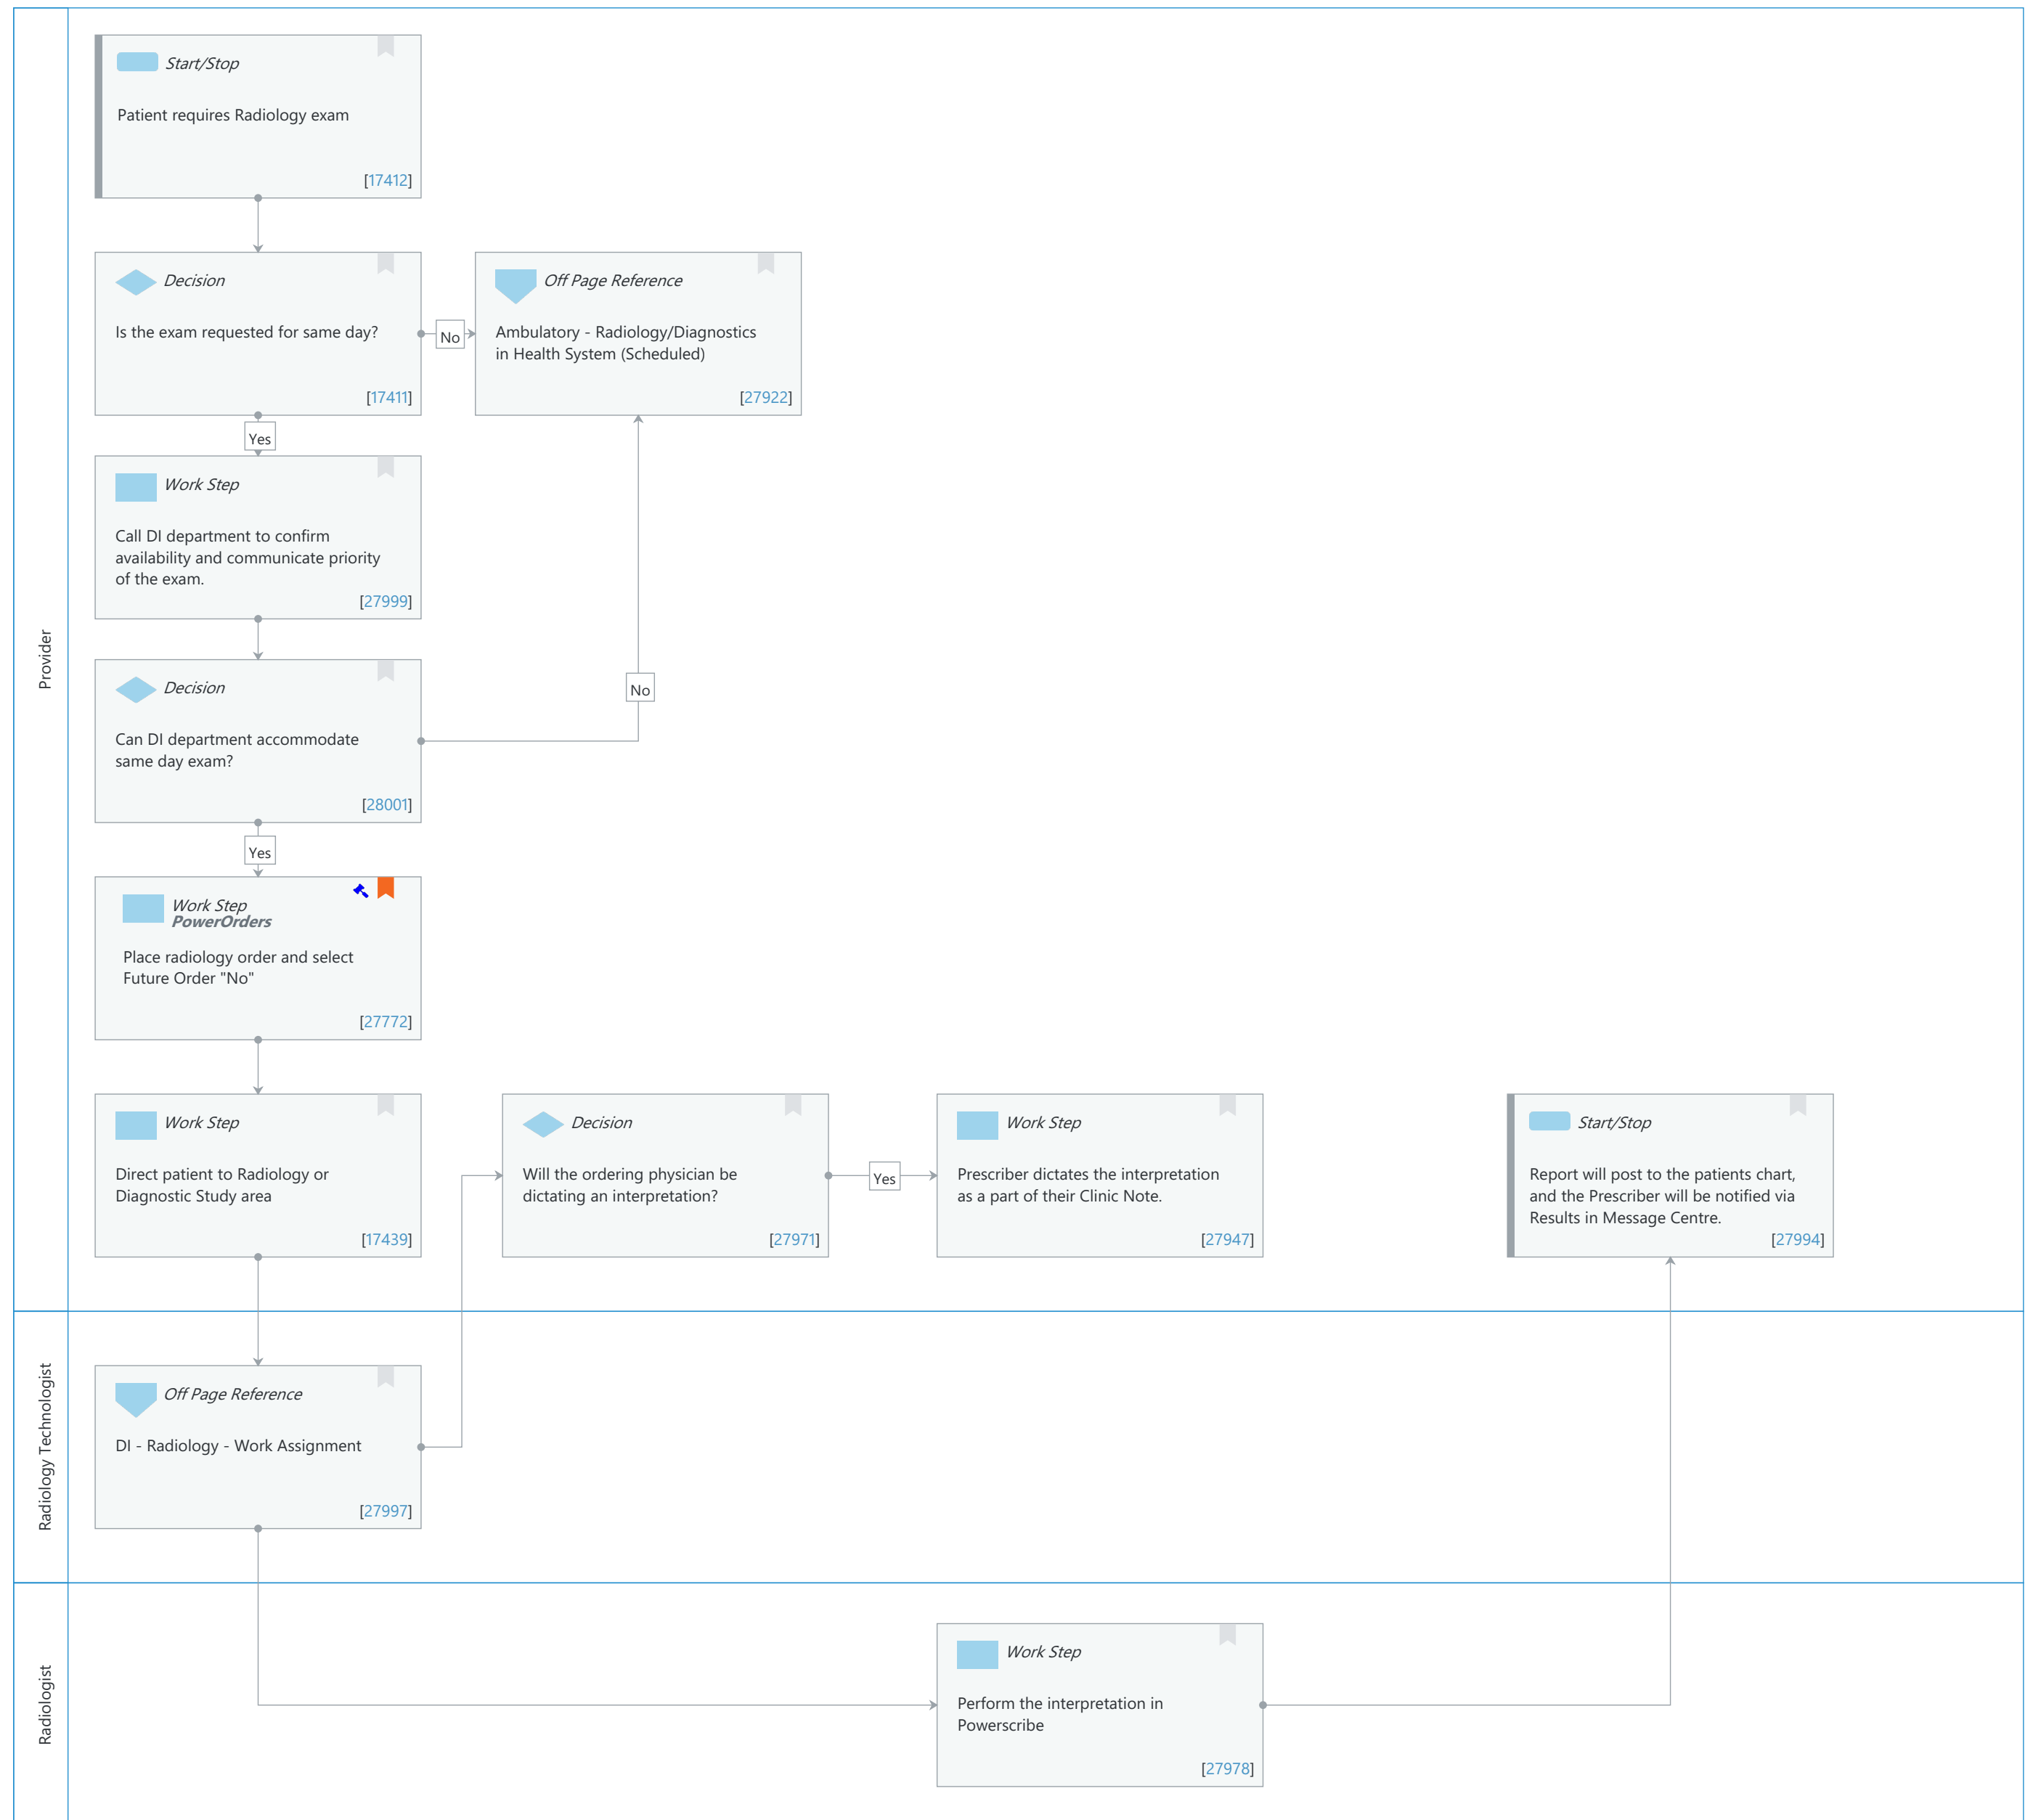 Provider
Start/Stop
Patient requires Radiology exam
[17412]
Decision
Is the exam requested for same day?
[17411]
No
Off Page Reference
Ambulatory - Radiology/Diagnostics
in Health System (Scheduled)
[27922]
Yes
Work Step
Call DI department to confirm
availability and communicate priority
of the exam.
[27999]
Decision
Can DI department accommodate
same day exam?
[28001]
No
Yes
Work Step
PowerOrders
Place radiology order and select
Future Order "No"
[27772]
Work Step
Direct patient to Radiology or
Diagnostic Study area
[17439]
Decision
Will the ordering physician be
dictating an interpretation?
[27971]
Yes
Work Step
Prescriber dictates the interpretation
as a part of their Clinic Note.
[27947]
Start/Stop
Report will post to the patients chart,
and the Prescriber will be notified via
Results in Message Centre.
[27994]
Radiology Technologist
Off Page Reference
DI - Radiology - Work Assignment
[27997]
Radiologist
Work Step
Perform the interpretation in
Powerscribe
[27978]